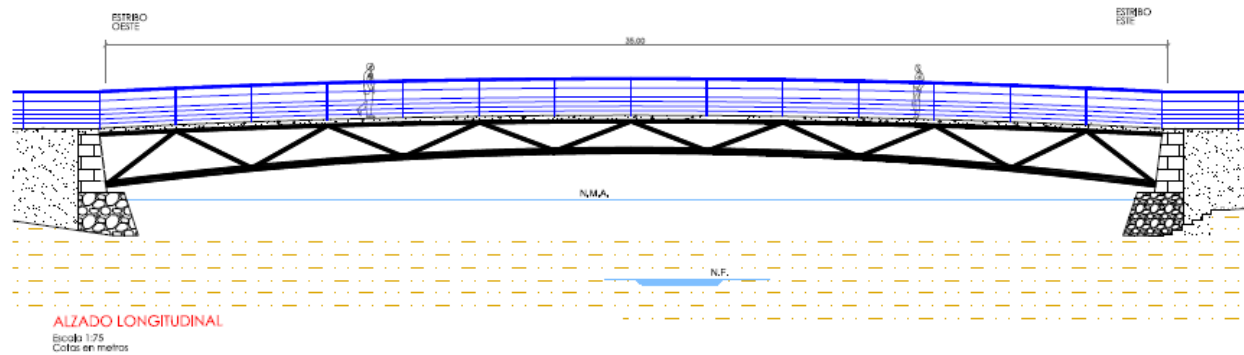 ESTRIBO
OESTE
ESTRIBO
ESTE
35.00
N.M.A.
N.F.
ALZADO LONGITUDINAL
Escala 1:75
Cotas en metros